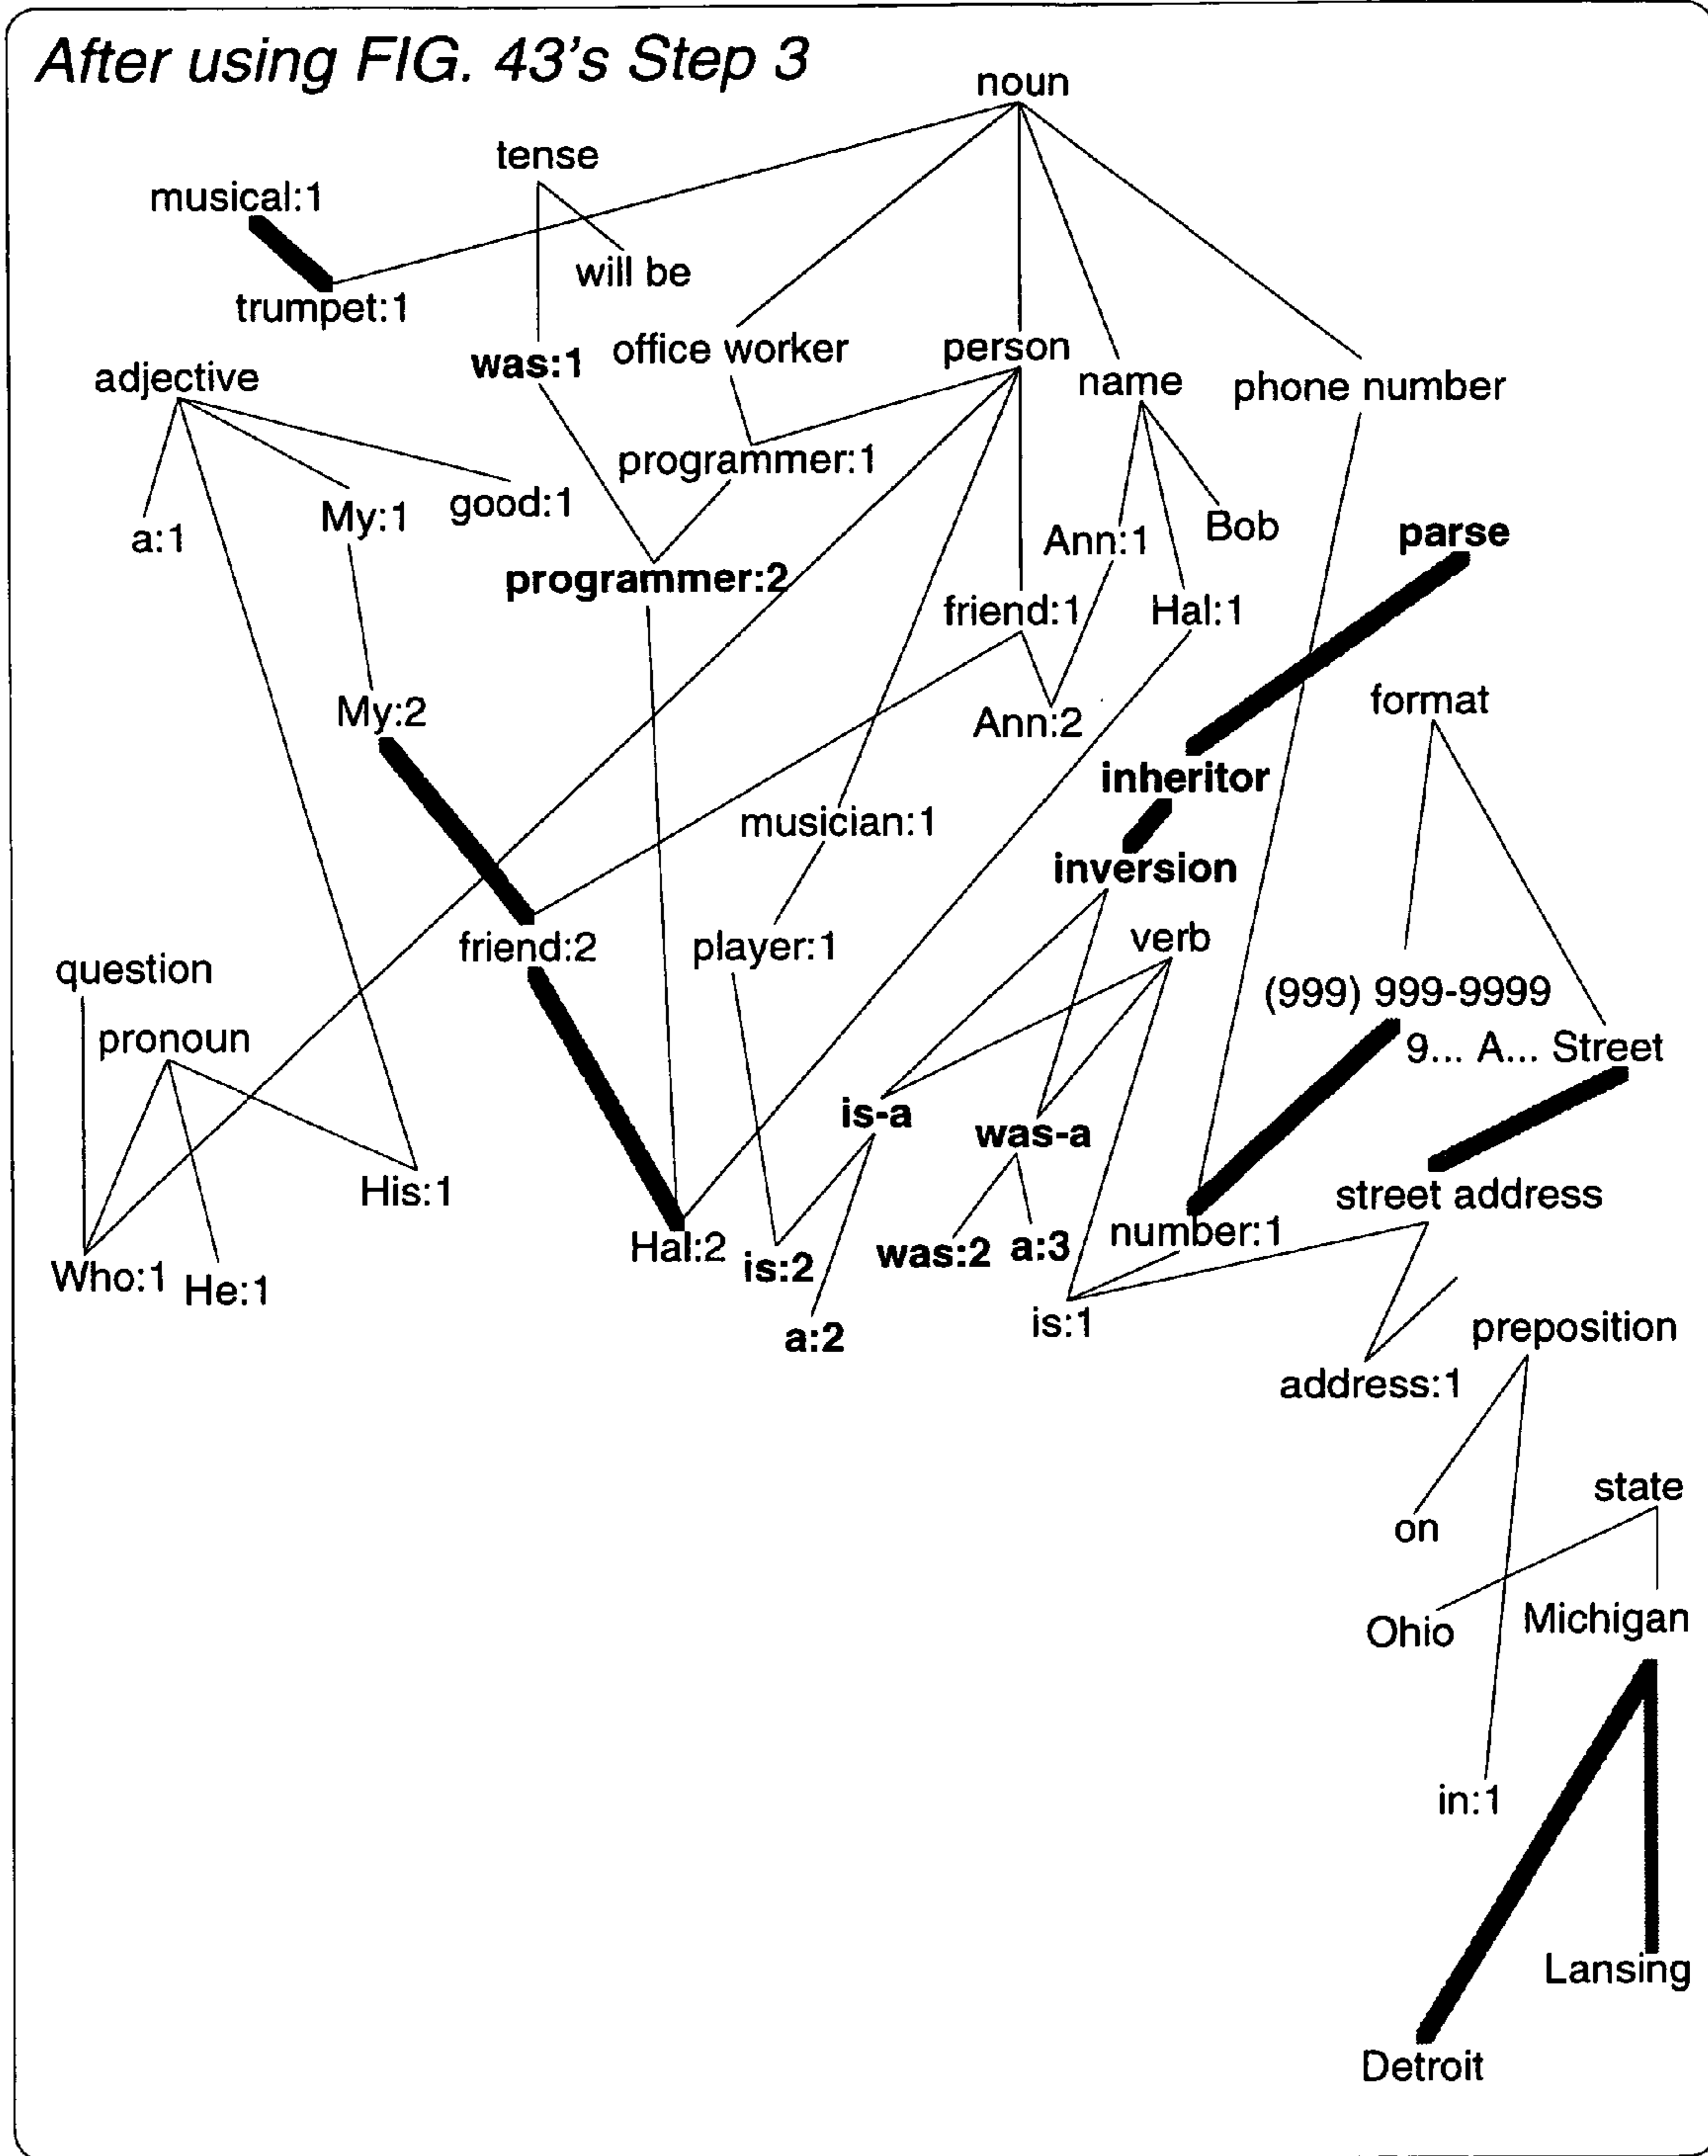 After using FIG. 43's Step 3
noun
tense
musical:1
will be
trumpet:1
was:1
office worker
person
name
phone number
adjective
programmer:1
My:1
good:1
a:1
Ann:1
Bob
parse
programmer:2
friend:1
Hal:1
My:2
Ann:2
format
inheritor
musician:1
inversion
friend:2
player:1
verb
question
(999) 999-9999
pronoun
9... A... Street
is-a
was-a
His:1
street address
Hal:2
is:2
was:2
a:3
number:1
Who:1
He:1
a:2
is:1
preposition
address:1
state
on
Ohio
Michigan
in:1
Lansing
Detroit